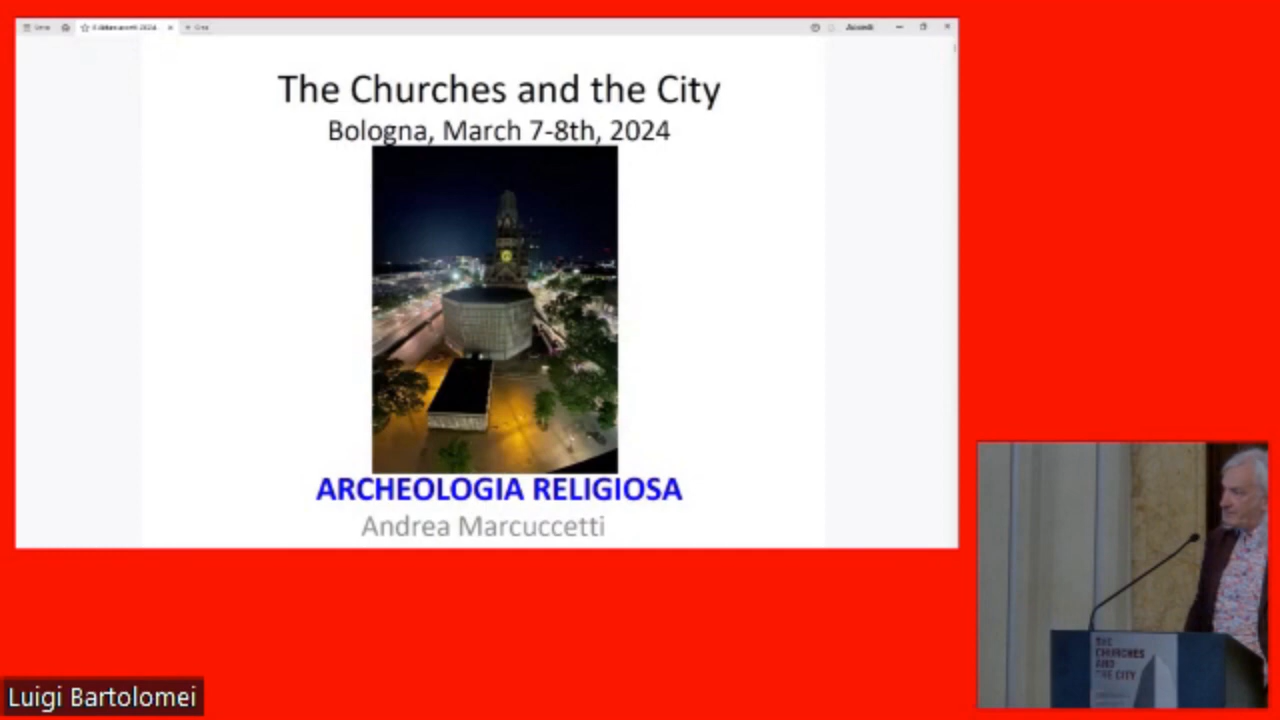 Accedi
The Churches and the City
Bologna, March 7-8th, 2024
ARCHEOLOGIA RELIGIOSA
Andrea Marcuccetti
THE
CHURCHES
AND
THE CITY
Luigi Bartolomei